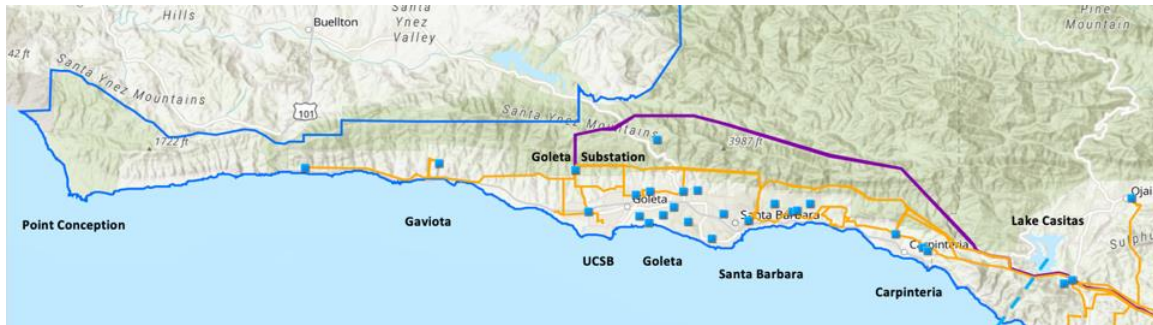 Hills
Buellton
Santa
Ynez
Valley
Pine
Mountain
42 ft
Santa Ynez Mountains
101
Santa Ynez Mountains
1722 ft
3987 ft
Goleta Substation
Ojai
Goleta
Santa Barbara
Lake Casitas
Point Conception
Gaviota
Carpinteria
Sulphu
UCSB
Goleta
Santa Barbara
Carpinteria